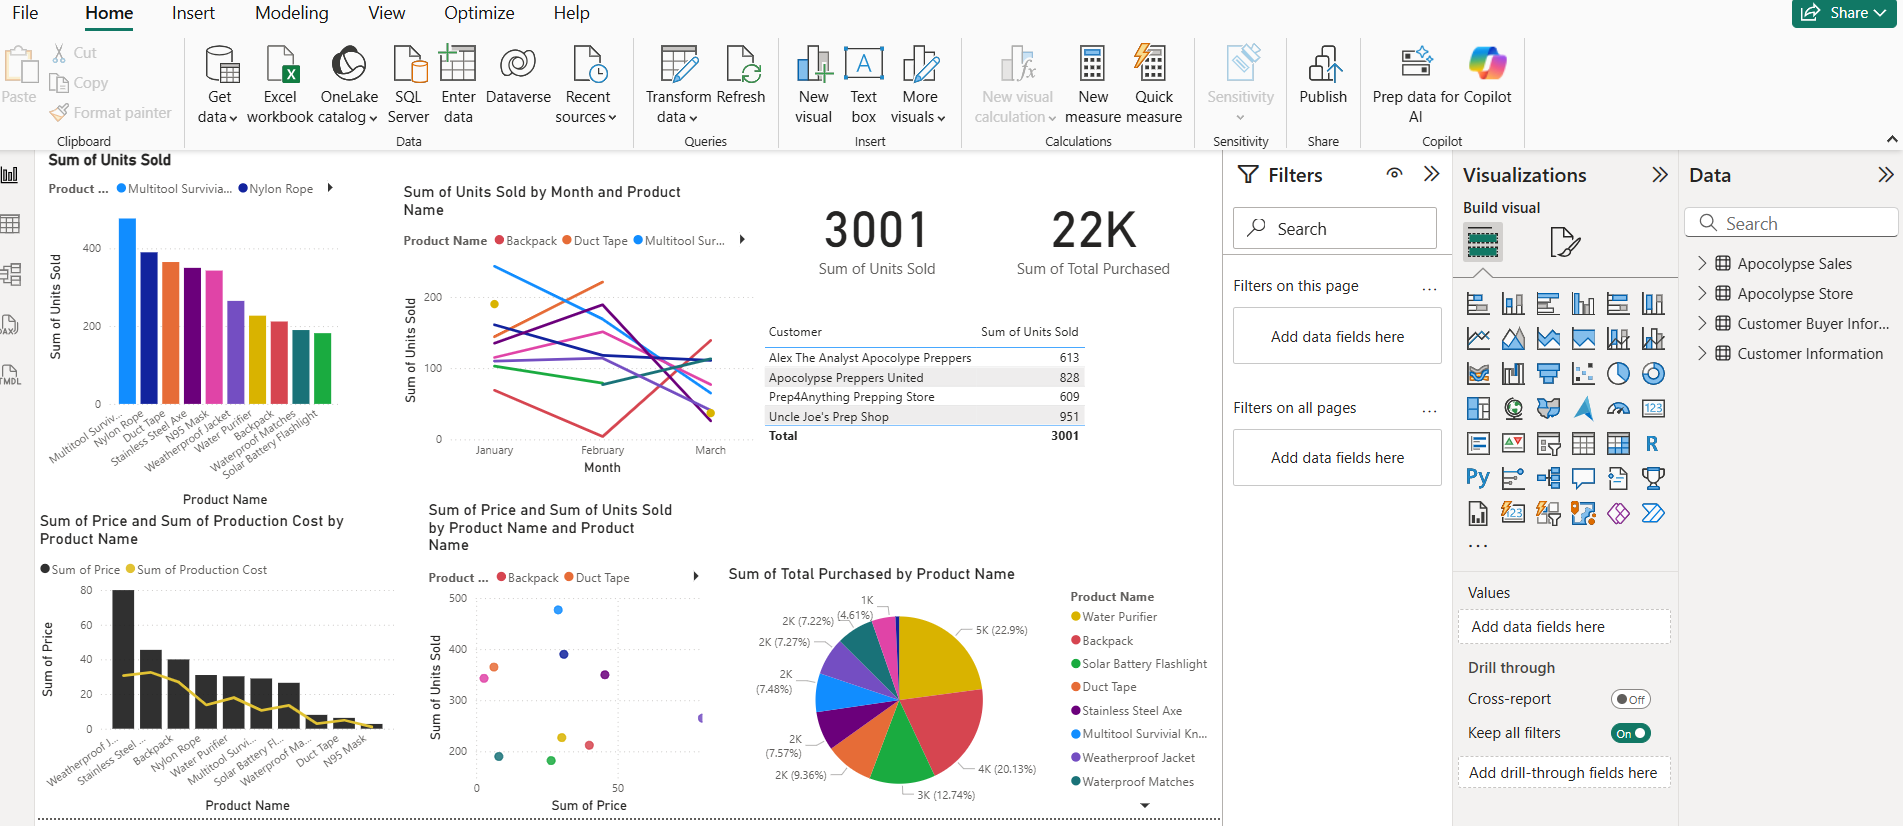 File Home Insert Modeling View Optimize Help Share
Paste
Cut
Copy
Format painter
Clipboard
Get data
Excel workbook
OneLake catalog
SQL Server
Enter data
Dataverse
Recent sources
Data
Transform data
Refresh
Queries
New visual
Text box
More visuals
Insert
New visual calculation
New measure
Quick measure
Calculations
Sensitivity
Sensitivity
Publish
Share
Prep data for AI
Copilot
Copilot
DAX
TMDL
Sum of Units Sold
Product ... Multitool Survivia... Nylon Rope
Sum of Units Sold
400
200
0
Multitool Surviv...
Nylon Rope
Duct Tape
Stainless Steel Axe
N95 Mask
Weatherproof Jacket
Water Purifier
Backpack
Waterproof Matches
Solar Battery Flashlight
Product Name
Sum of Units Sold by Month and Product
Name
Product Name Backpack Duct Tape Multitool Sur...
Sum of Units Sold
200
100
0
January February March
Month
3001
Sum of Units Sold
22K
Sum of Total Purchased
Customer Sum of Units Sold
Alex The Analyst Apocolype Preppers 613
Apocolypse Preppers United 828
Prep4Anything Prepping Store 609
Uncle Joe's Prep Shop 951
Total 3001
Sum of Price and Sum of Production Cost by
Product Name
Sum of Price Sum of Production Cost
Sum of Price
80
60
40
20
0
Weatherproof J...
Stainless Steel ...
Backpack
Nylon Rope
Water Purifier
Multitool Survi...
Solar Battery Fl...
Waterproof Ma...
Duct Tape
N95 Mask
Product Name
Sum of Price and Sum of Units Sold
by Product Name and Product
Name
Product ... Backpack Duct Tape
Sum of Units Sold
500
400
300
200
0 50
Sum of Price
Sum of Total Purchased by Product Name
5K (22.9%)
4K (20.13%)
3K (12.74%)
2K (9.36%)
2K
(7.57%)
2K
(7.48%)
2K (7.27%)
2K (7.22%)
1K
(4.61%)
Product Name
Water Purifier
Backpack
Solar Battery Flashlight
Duct Tape
Stainless Steel Axe
Multitool Survivial Kn...
Weatherproof Jacket
Waterproof Matches
Filters
Search
Filters on this page ...
Add data fields here
Filters on all pages ...
Add data fields here
Visualizations
Build visual
123
R
Py
123
...
Values
Add data fields here
Drill through
Cross-report Off
Keep all filters On
Add drill-through fields here
Data
Search
Apocolypse Sales
Apocolypse Store
Customer Buyer Infor...
Customer Information